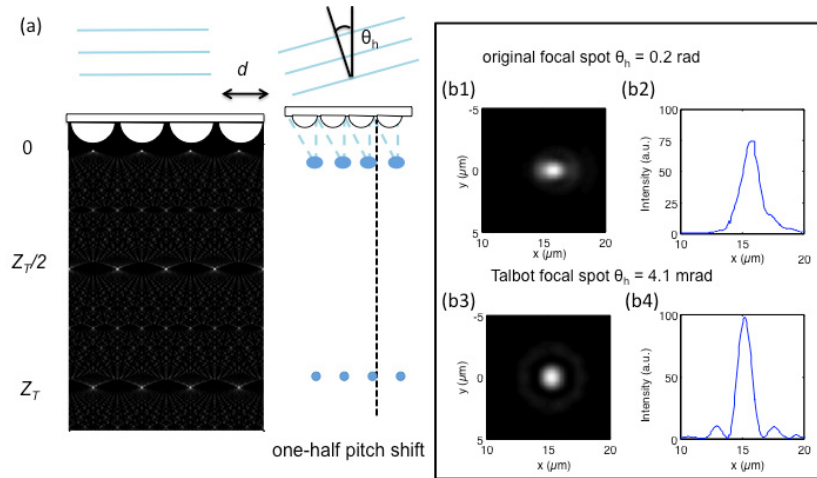 (a)
θh
d
0
ZT/2
ZT
one-half pitch shift
original focal spot θh = 0.2 rad
(b1)
(b2)
-5
0
5
y (µm)
10
15
20
x (µm)
100
75
50
25
0
Intensity (a.u.)
10
15
20
x (µm)
Talbot focal spot θh = 4.1 mrad
(b3)
(b4)
-5
0
5
y (µm)
10
15
20
x (µm)
100
50
0
Intensity (a.u.)
10
15
20
x (µm)